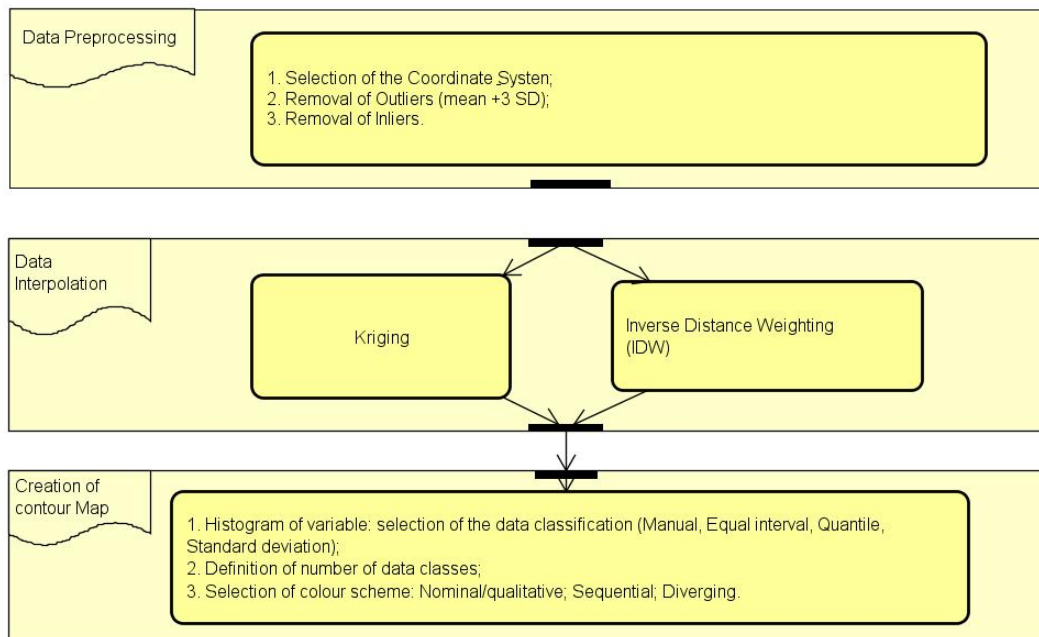 Data Preprocessing
1. Selection of the Coordinate Systen;
2. Removal of Outliers (mean +3 SD);
3. Removal of Inliers.
Data
Interpolation
Kriging
Inverse Distance Weighting
(IDW)
Creation of
contour Map
1. Histogram of variable: selection of the data classification (Manual, Equal interval, Quantile,
Standard deviation);
2. Definition of number of data classes;
3. Selection of colour scheme: Nominal/qualitative; Sequential; Diverging.